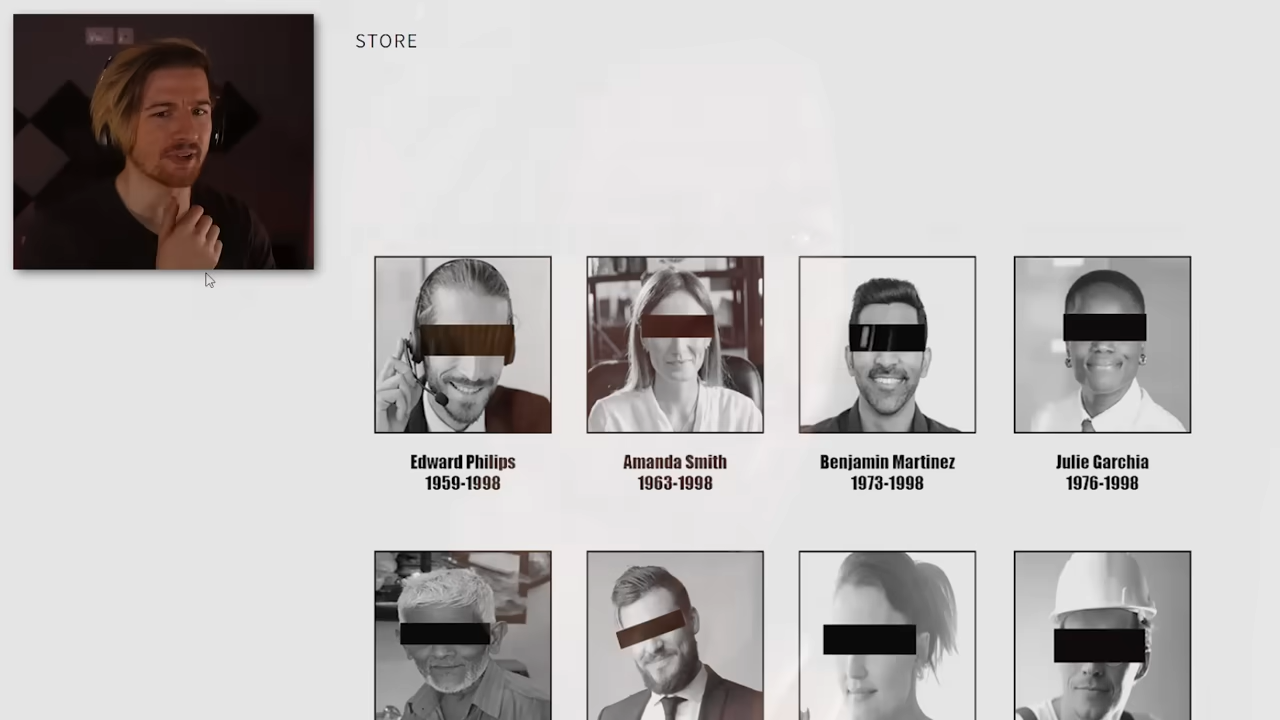 STORE
Edward Philips
1959-1998
Amanda Smith
1963-1998
Benjamin Martinez
1973-1998
Julie Garchia
1976-1998